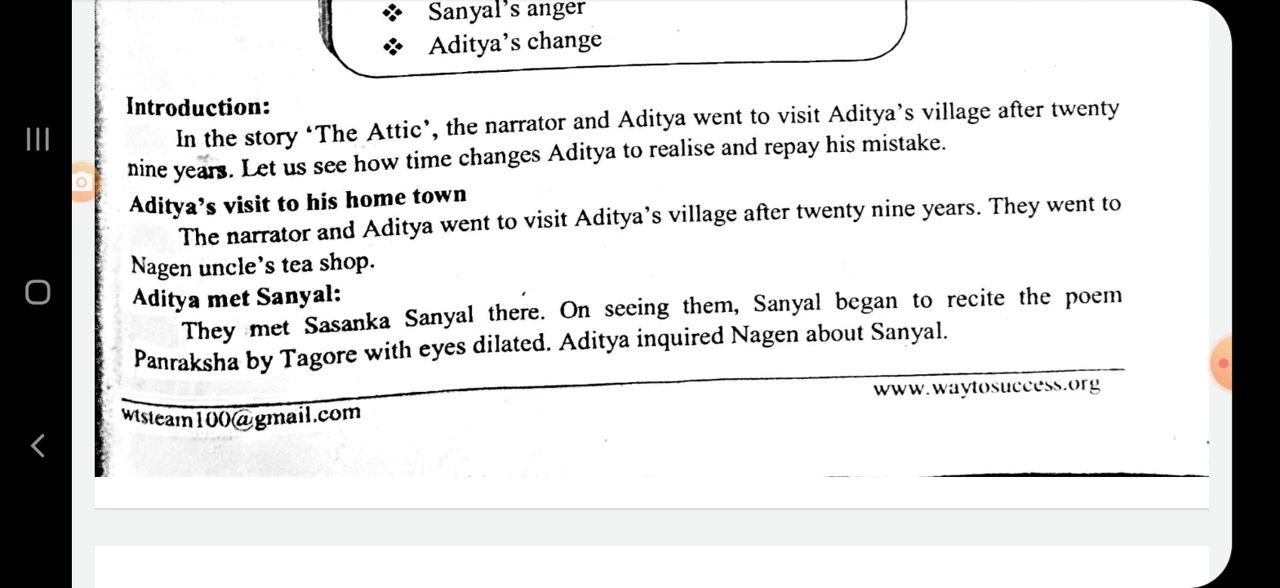 ❖ Sanyal's anger
❖ Aditya's change
Introduction:
In the story 'The Attic', the narrator and Aditya went to visit Aditya's village after twenty
nine years. Let us see how time changes Aditya to realise and repay his mistake.
Aditya's visit to his home town
The narrator and Aditya went to visit Aditya's village after twenty nine years. They went to
Nagen uncle's tea shop.
Aditya met Sanyal:
They met Sasanka Sanyal there. On seeing them, Sanyal began to recite the poem
Panraksha by Tagore with eyes dilated. Aditya inquired Nagen about Sanyal.
www.waytosuccess.org
wtsteam100@gmail.com